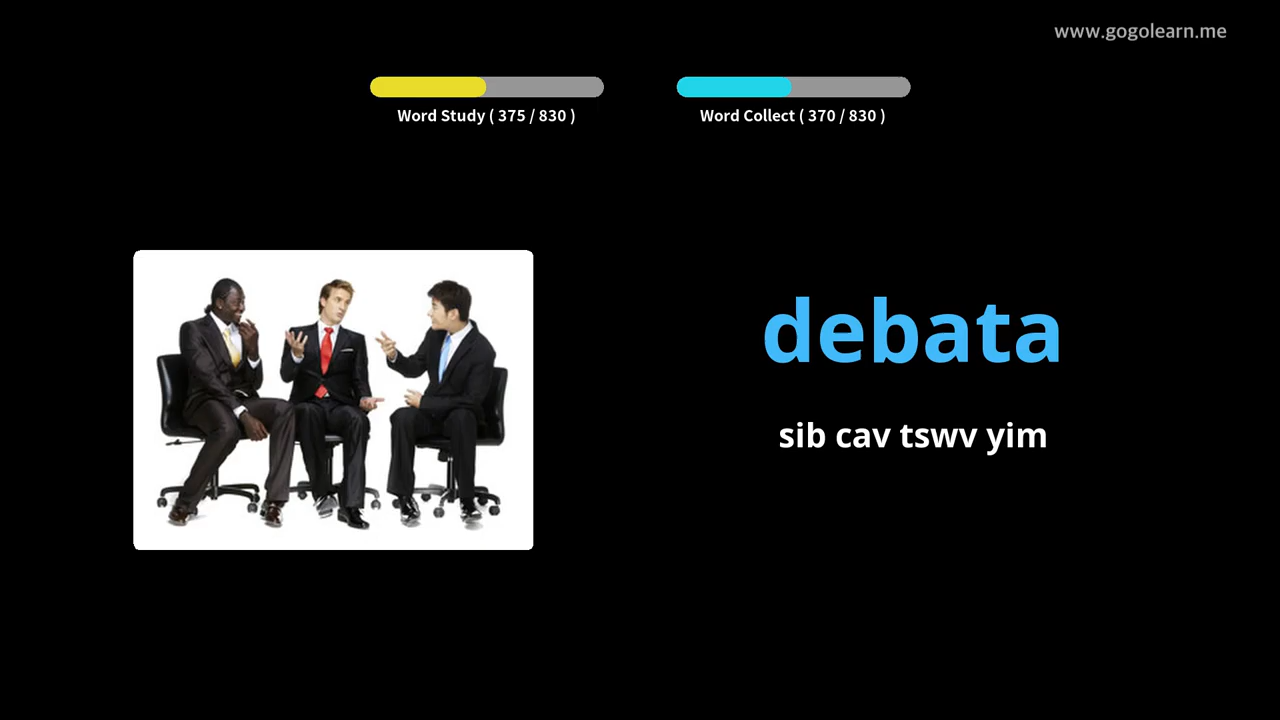 www.gogolearn.me
Word Study ( 375 / 830 )
Word Collect ( 370 / 830 )
debata
sib cav tswv yim